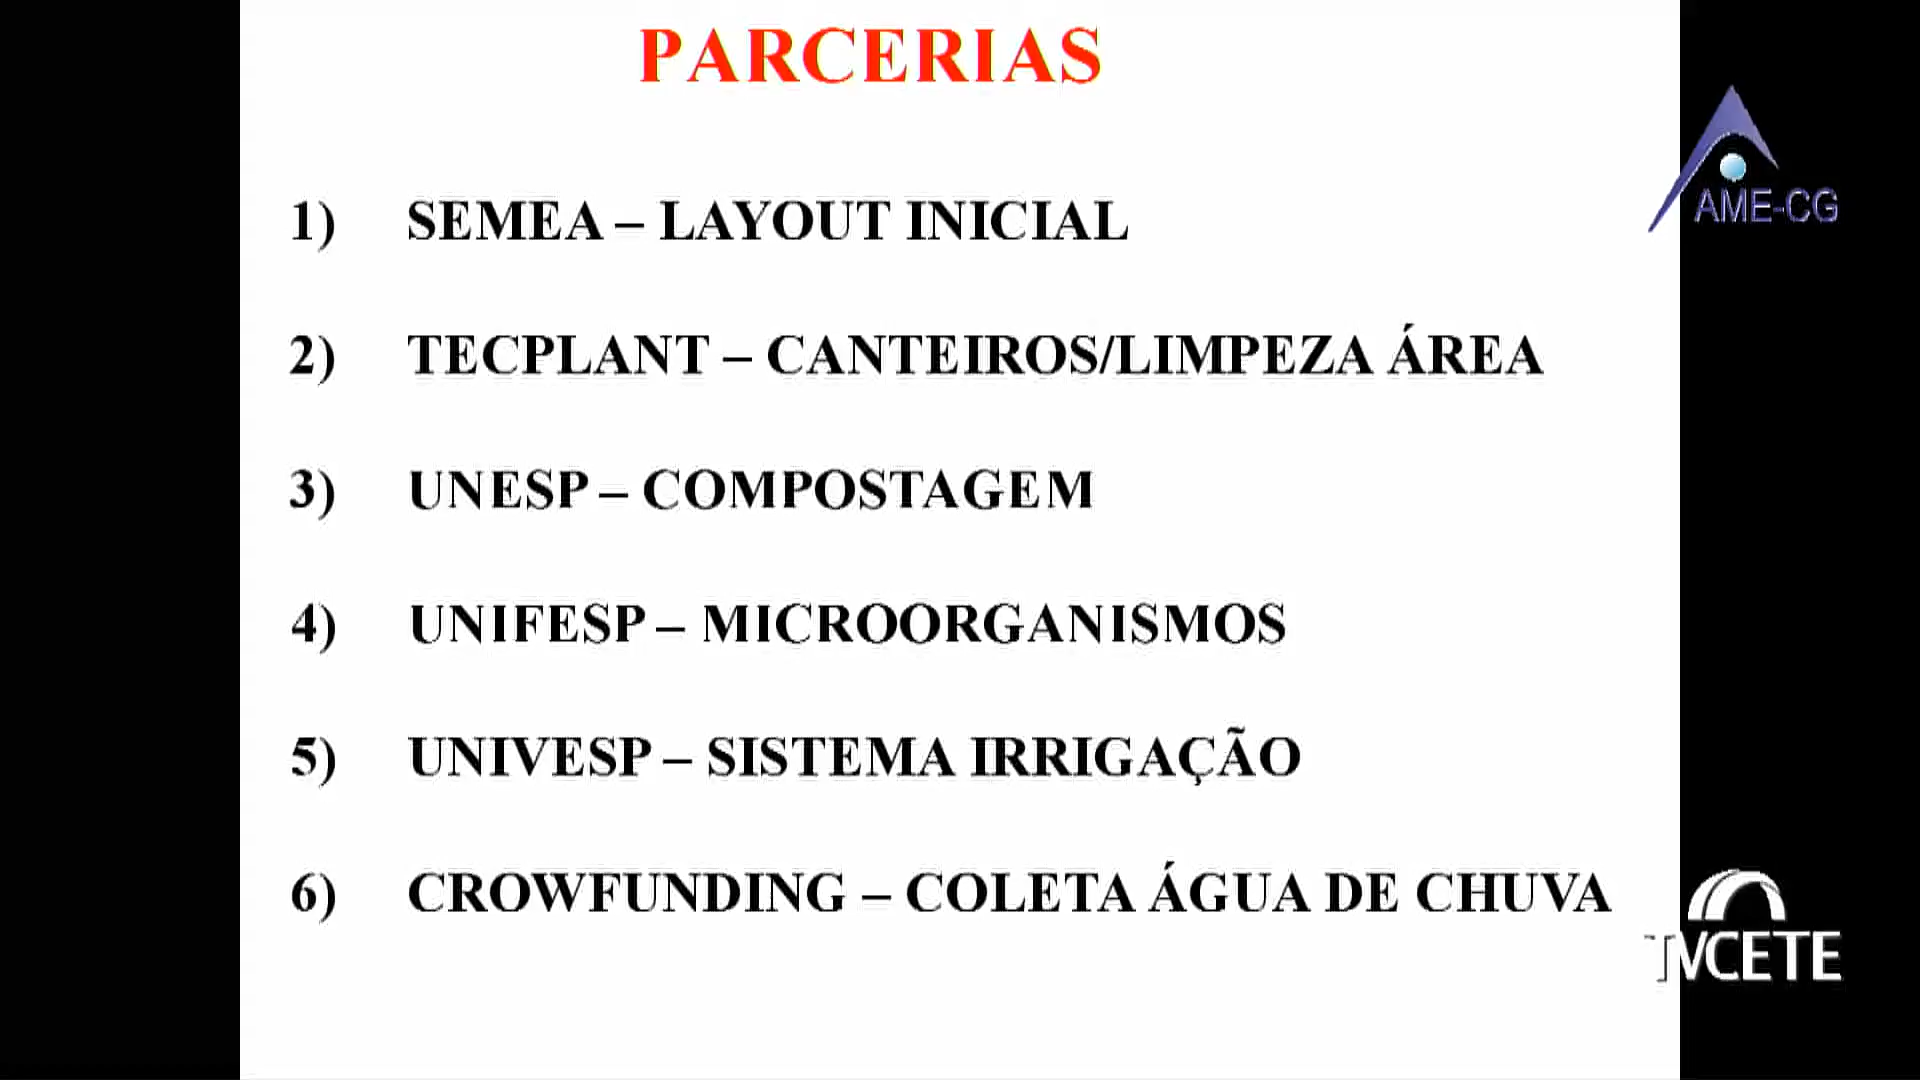 PARCERIAS
AME-CG
1) SEMEA – LAYOUT INICIAL
2) TECPLANT – CANTEIROS/LIMPEZA ÁREA
3) UNESP – COMPOSTAGEM
4) UNIFESP – MICROORGANISMOS
5) UNIVESP – SISTEMA IRRIGAÇÃO
6) CROWFUNDING – COLETA ÁGUA DE CHUVA
TVCETE